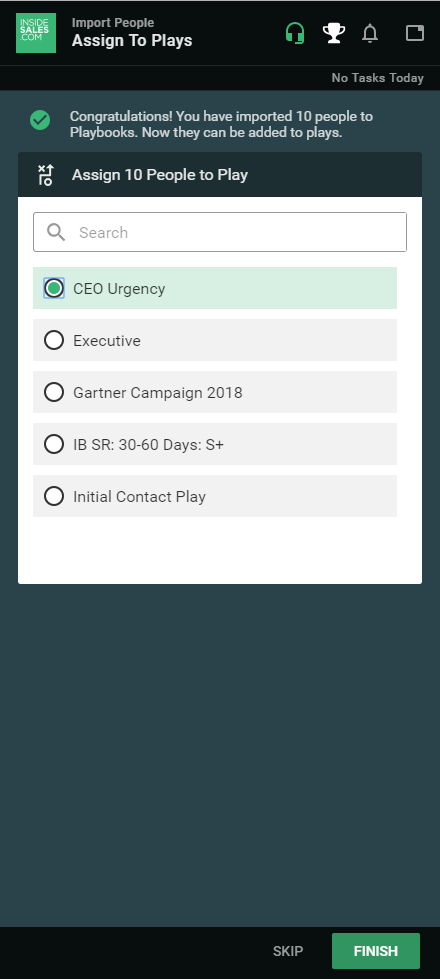 INSIDE
SALES
.COM
Import People
Assign To Plays
No Tasks Today
Congratulations! You have imported 10 people to
Playbooks. Now they can be added to plays.
Assign 10 People to Play
Search
CEO Urgency
Executive
Gartner Campaign 2018
IB SR: 30-60 Days: S+
Initial Contact Play
SKIP
FINISH